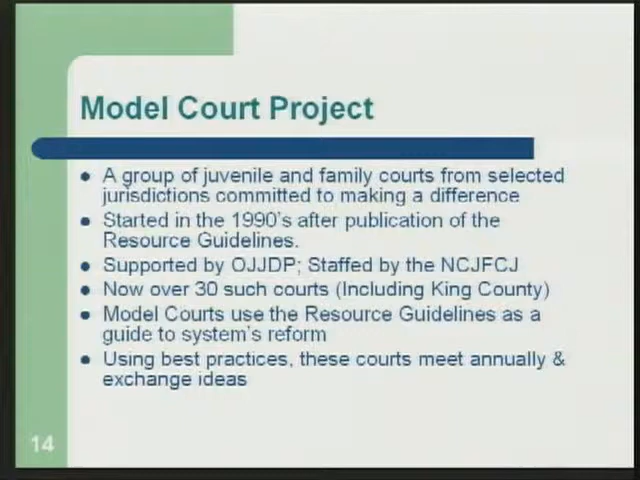 Model Court Project
• A group of juvenile and family courts from selected
jurisdictions committed to making a difference
• Started in the 1990's after publication of the
Resource Guidelines.
• Supported by OJJDP; Staffed by the NCJFCJ
• Now over 30 such courts (Including King County)
• Model Courts use the Resource Guidelines as a
guide to system's reform
• Using best practices, these courts meet annually &
exchange ideas
14